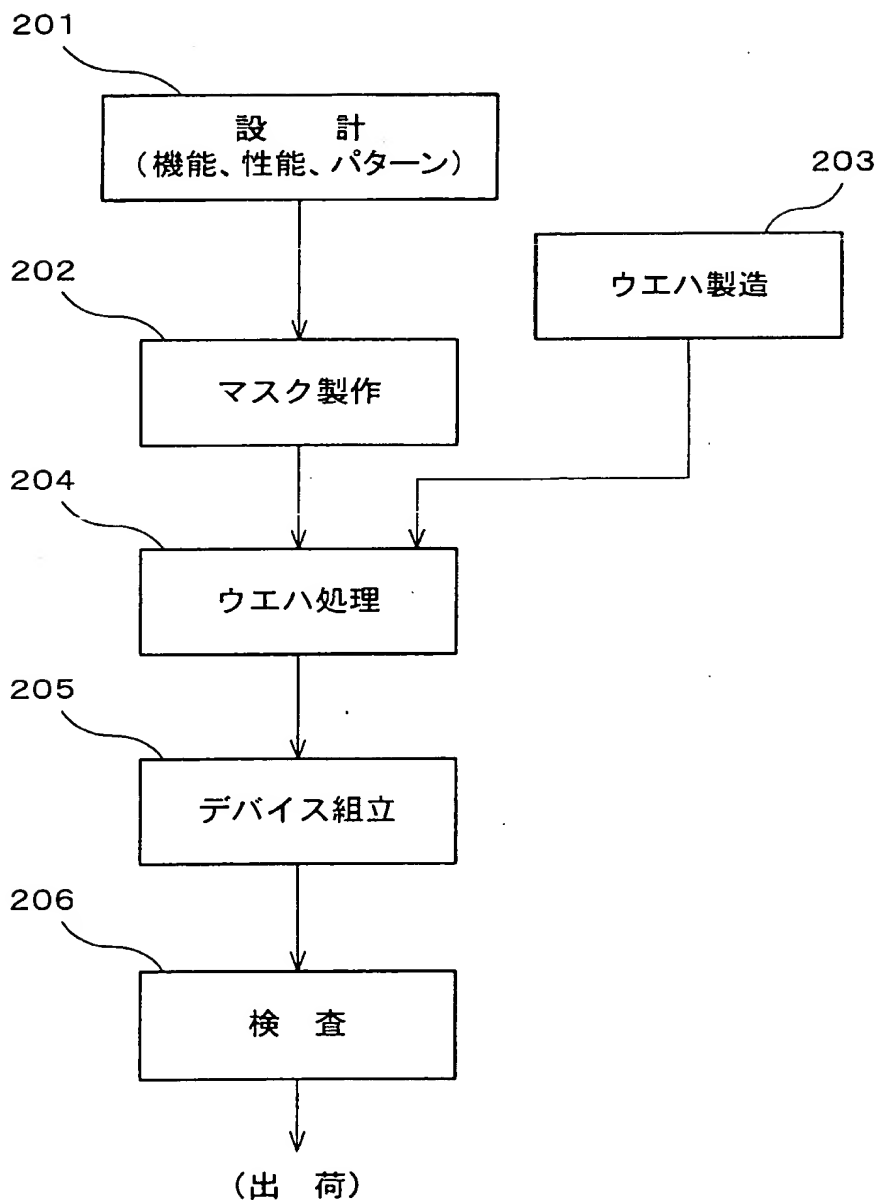 201
設 計
(機能、性能、パターン)
203
ウエハ製造
202
マスク製作
204
ウエハ処理
205
デバイス組立
206
検 査
(出 荷)